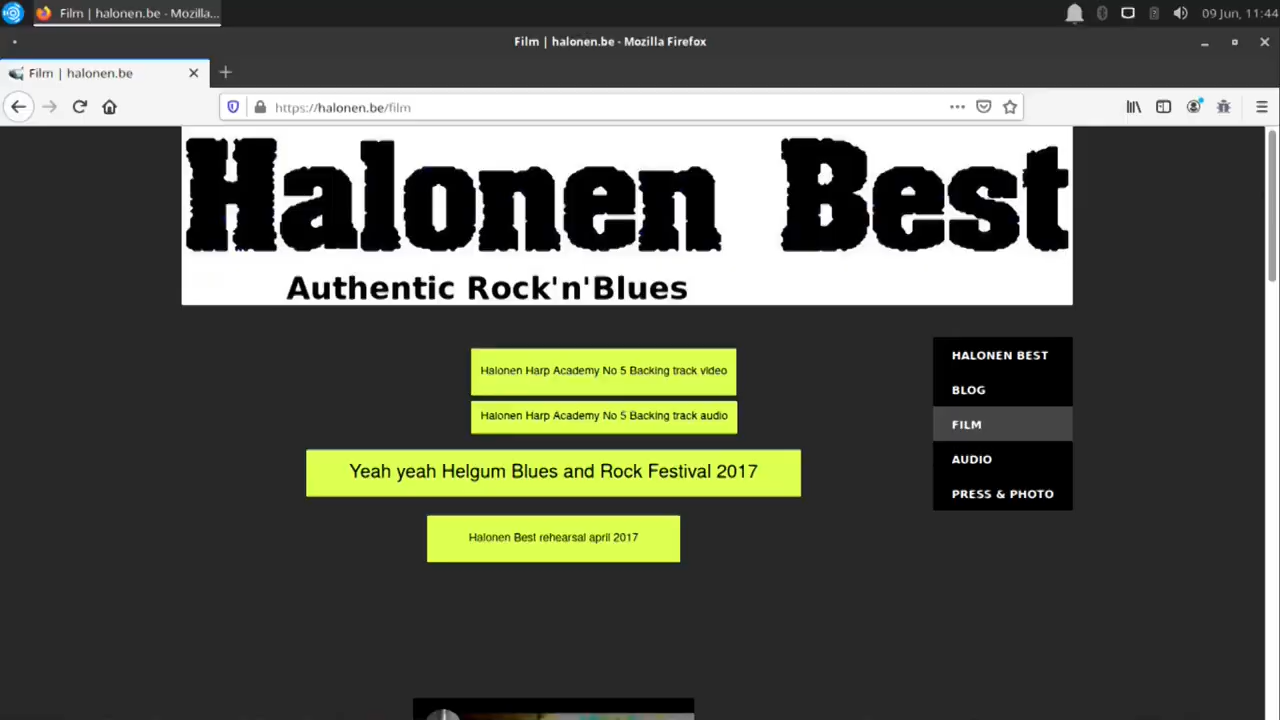 Film | halonen.be - Mozilla...
09 Jun, 11:44
Film | halonen.be - Mozilla Firefox
Film | halonen.be
https://halonen.be/film
Halonen Best
Authentic Rock'n'Blues
Halonen Harp Academy No 5 Backing track video
Halonen Harp Academy No 5 Backing track audio
Yeah yeah Helgum Blues and Rock Festival 2017
Halonen Best rehearsal april 2017
HALONEN BEST
BLOG
FILM
AUDIO
PRESS & PHOTO